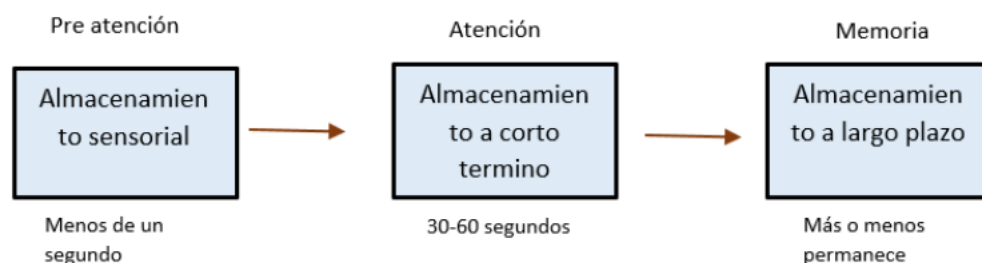 Pre atención
Atención
Memoria
Almacenamien
to sensorial
Almacenamien
to a corto
termino
Almacenamien
to a largo plazo
Menos de un
segundo
30-60 segundos
Más o menos
permanece